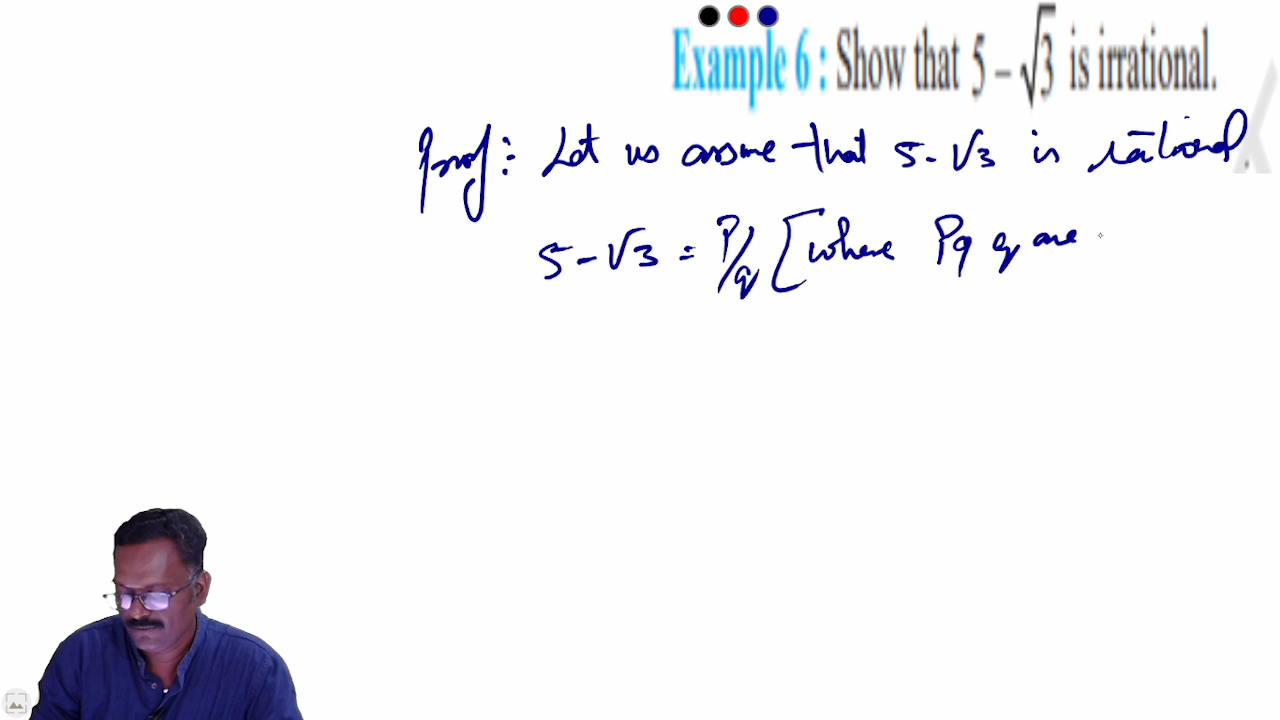 Example 6 : Show that 5 – √3 is irrational.
Proof : Let us assume that 5 - √3 is rational.
5 - √3 = P/q [where P q are